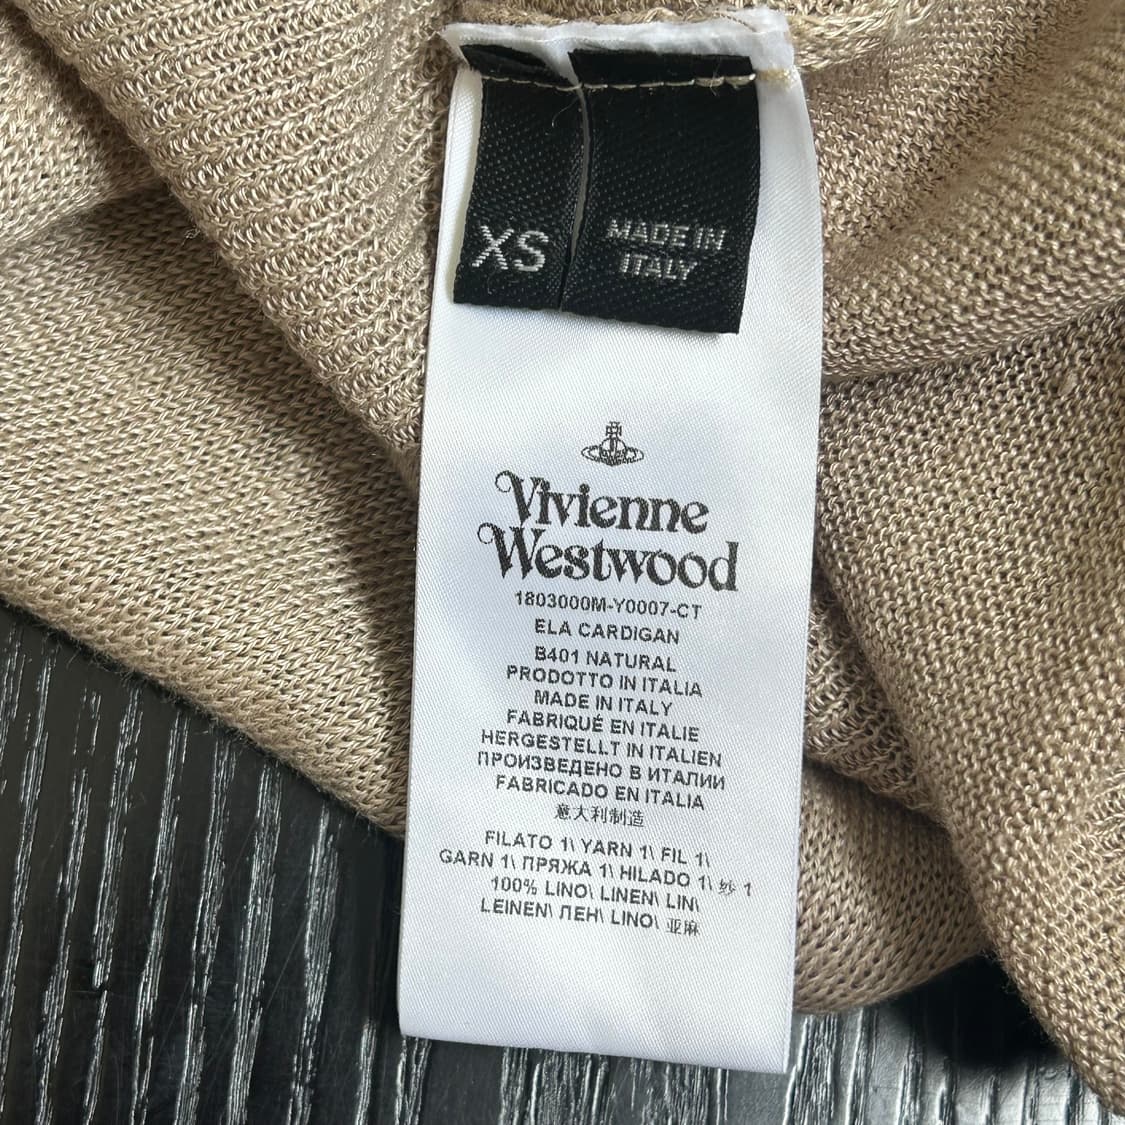 XS
MADE IN
ITALY
Vivienne
Westwood
1803000M-Y0007-CT
ELA CARDIGAN
B401 NATURAL
PRODOTTO IN ITALIA
MADE IN ITALY
FABRIQUÉ EN ITALIE
HERGESTELLT IN ITALIEN
ПРОИЗВЕДЕНО В ИТАЛИИ
FABRICADO EN ITALIA
意大利制造
FILATO 1\ YARN 1\ FIL 1\
GARN 1\ ПРЯЖА 1\ HILADO 1\ 纱 1
100% LINO\ LINEN\ LIN\
LEINEN\ ЛЕН\ LINO\ 亚麻